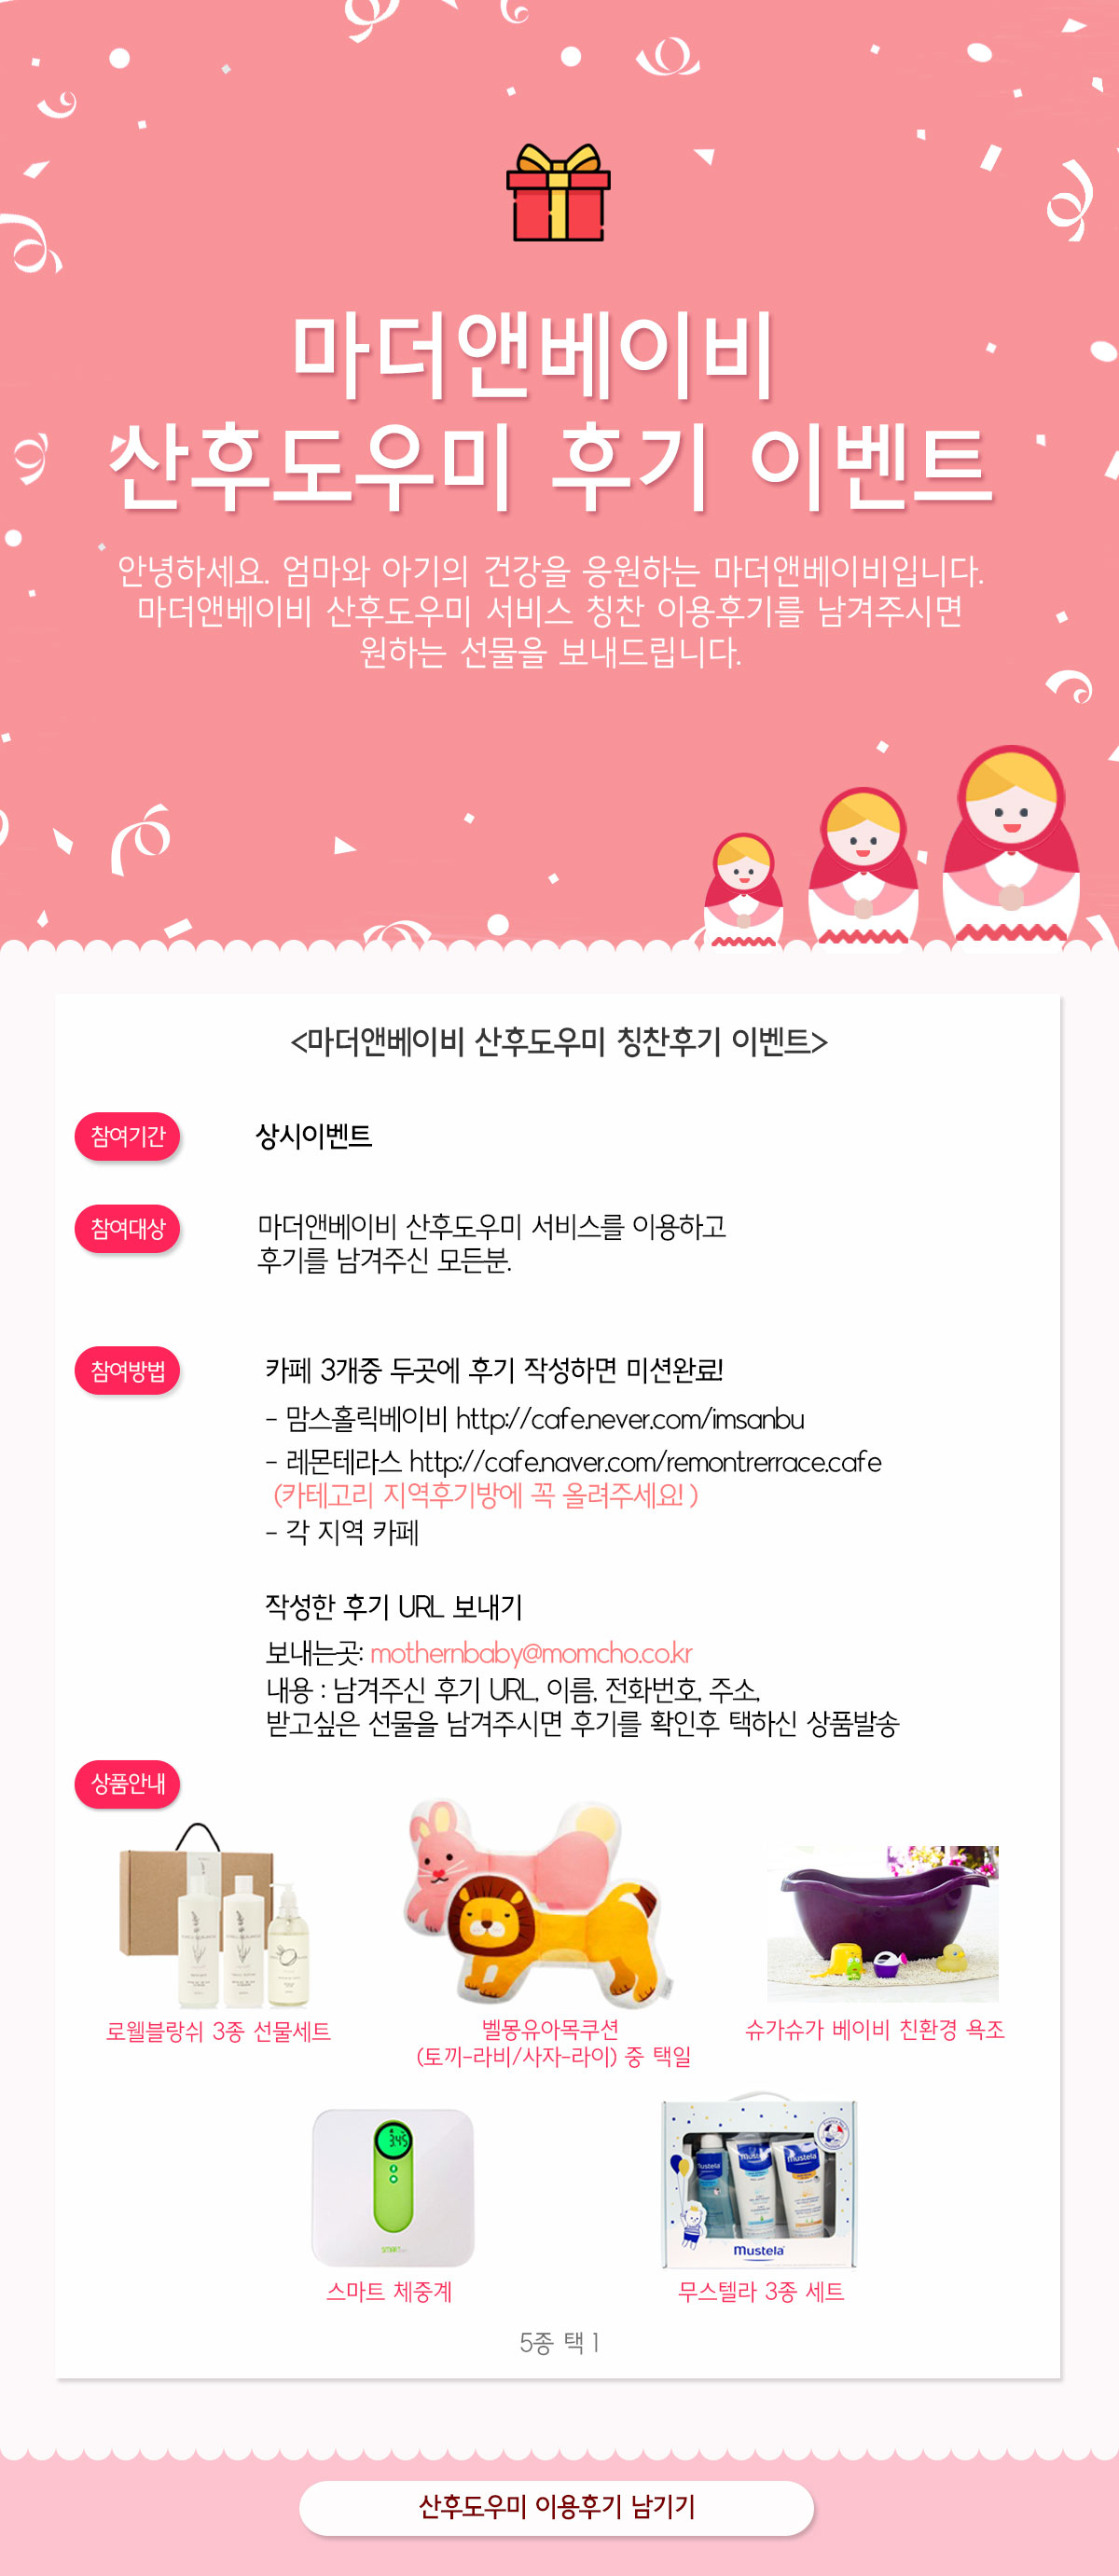 마더앤베이비
산후도우미 후기 이벤트
안녕하세요. 엄마와 아기의 건강을 응원하는 마더앤베이비입니다.
마더앤베이비 산후도우미 서비스 칭찬 이용후기를 남겨주시면
원하는 선물을 보내드립니다.
<마더앤베이비 산후도우미 칭찬후기 이벤트>
참여기간
상시이벤트
참여대상
마더앤베이비 산후도우미 서비스를 이용하고
후기를 남겨주신 모든분.
참여방법
카페 3개중 두곳에 후기 작성하면 미션완료!
- 맘스홀릭베이비 http://cafe.never.com/imsanbu
- 레몬테라스 http://cafe.naver.com/remontrerrace.cafe
(카테고리 지역후기방에 꼭 올려주세요! )
- 각 지역 카페
작성한 후기 URL 보내기
보내는곳: mothernbaby@momcho.co.kr
내용 : 남겨주신 후기 URL, 이름, 전화번호, 주소,
받고싶은 선물을 남겨주시면 후기를 확인후 택하신 상품발송
상품안내
로웰블랑쉬 3종 선물세트
벨몽유아목쿠션
(토끼-라비/사자-라이) 중 택일
슈가슈가 베이비 친환경 욕조
3.45
SMART
mustela
mustela
mustela
mustela
스마트 체중계
무스텔라 3종 세트
5종 택 1
산후도우미 이용후기 남기기